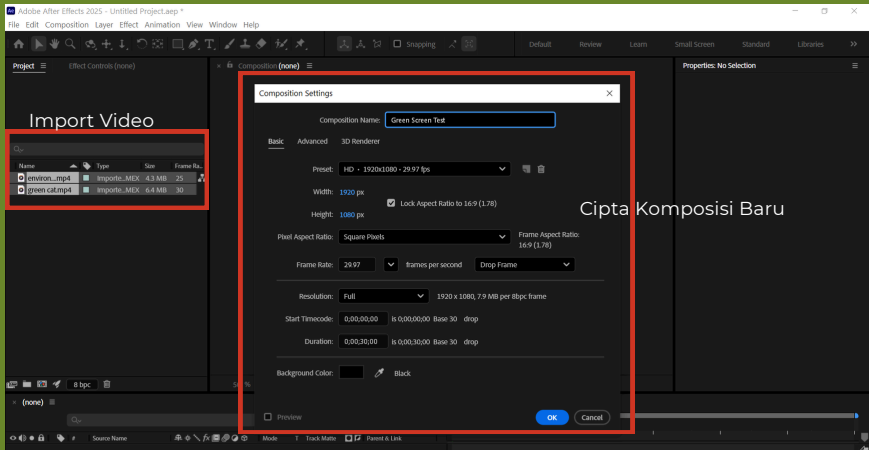 Adobe After Effects 2025 - Untitled Project.aep *
File Edit Composition Layer Effect Animation View Window Help
Snapping
Default Review Learn Small Screen Standard Libraries
Project Effect Controls (none)
Composition (none)
Properties: No Selection
Import Video
Name Type Size Frame Ra..
environ...mp4 Importe...MEX 4.3 MB 25
green cat.mp4 Importe...MEX 6.4 MB 30
Composition Settings
Composition Name: Green Screen Test
Basic Advanced 3D Renderer
Preset: HD • 1920x1080 • 29.97 fps
Width: 1920 px
Lock Aspect Ratio to 16:9 (1.78)
Height: 1080 px
Cipta Komposisi Baru
Pixel Aspect Ratio: Square Pixels
Frame Aspect Ratio:
16:9 (1.78)
Frame Rate: 29.97 frames per second Drop Frame
Resolution: Full 1920 x 1080, 7.9 MB per 8bpc frame
Start Timecode: 0;00;00;00 is 0;00;00;00 Base 30 drop
Duration: 0;00;30;00 is 0;00;30;00 Base 30 drop
Background Color: Black
8 bpc
Preview OK Cancel
(none)
# Source Name Mode T Track Matte Parent & Link